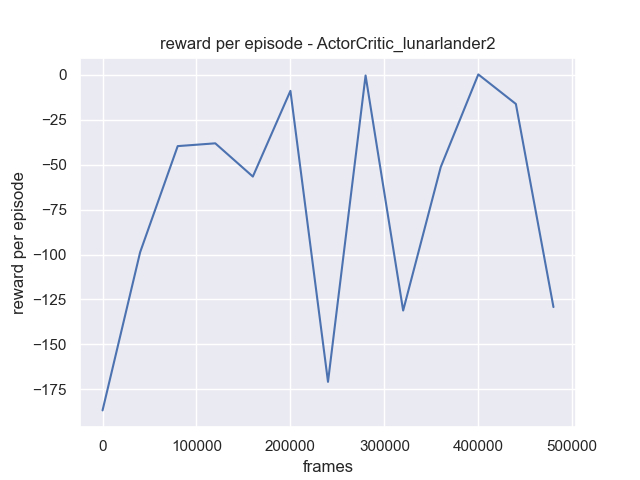 reward per episode - ActorCritic_lunarlander2
0
−25
−50
−75
−100
−125
−150
−175
reward per episode
0 100000 200000 300000 400000 500000
frames